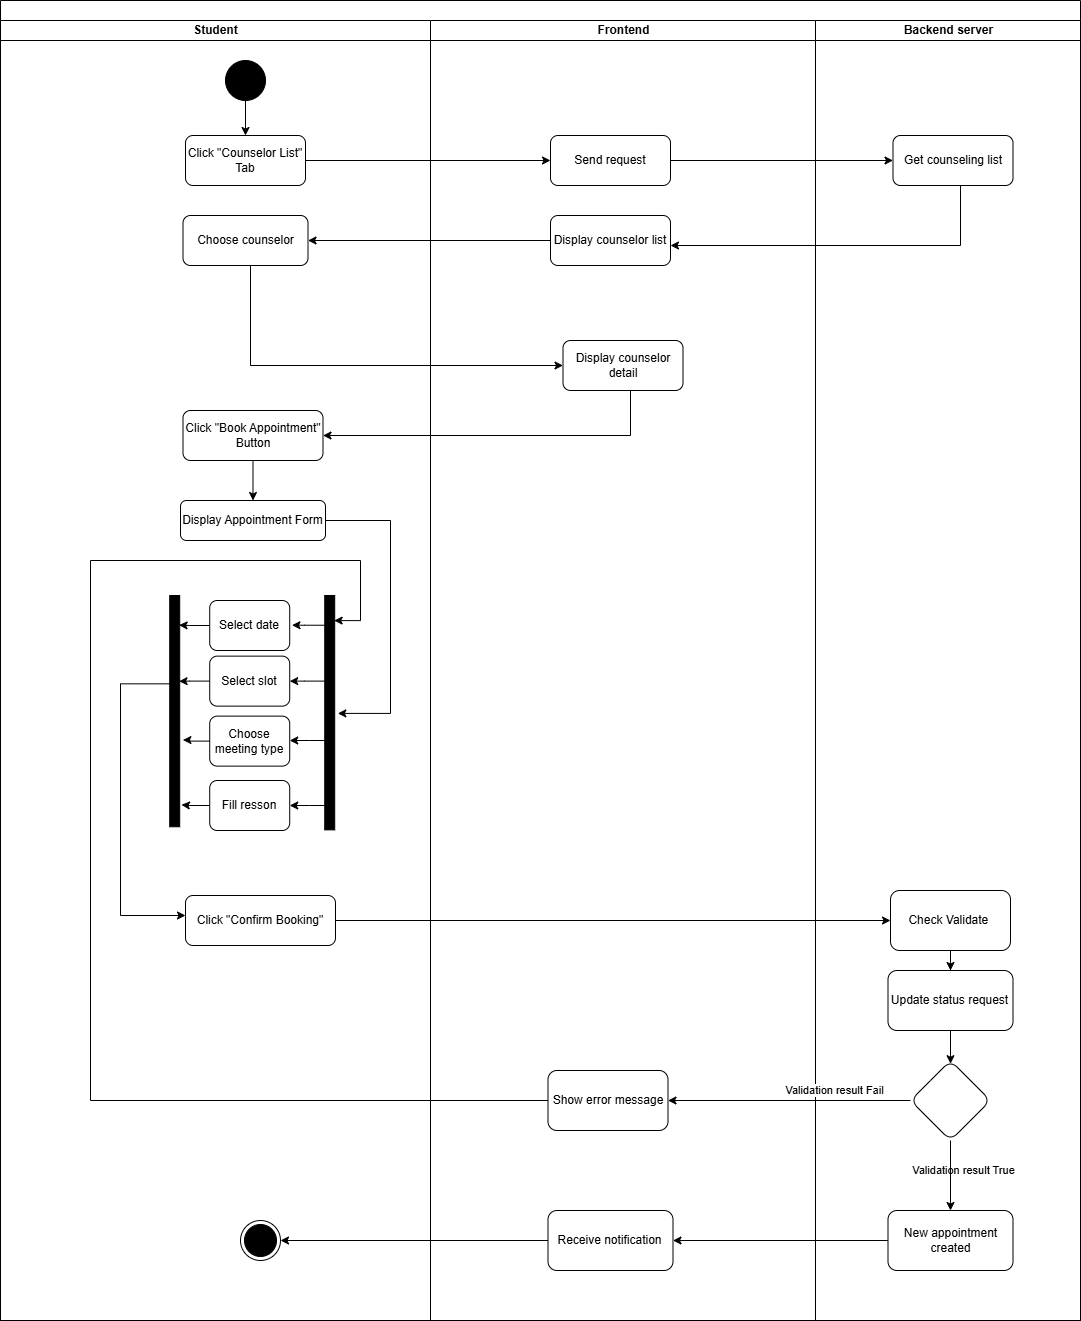 Student
Frontend
Backend server
Click "Counselor List"
Tab
Send request
Get counseling list
Choose counselor
Display counselor list
Display counselor
detail
Click "Book Appointment"
Button
Display Appointment Form
Select date
Select slot
Choose
meeting type
Fill resson
Click "Confirm Booking"
Check Validate
Update status request
Validation result Fail
Show error message
Validation result True
Receive notification
New appointment
created